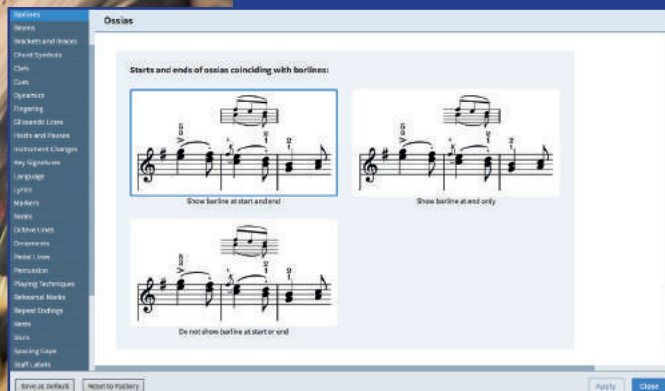 Barlines
Beams
Brackets and Braces
Chord Symbols
Clefs
Cues
Dynamics
Fingering
Glissando Lines
Holds and Pauses
Instrument Changes
Key Signatures
Language
Lyrics
Markers
Notes
Octave Lines
Ornaments
Pedal Lines
Percussion
Playing Techniques
Rehearsal Marks
Repeat Endings
Rests
Slurs
Spacing Gaps
Staff Labels
Ossias
Starts and ends of ossias coinciding with barlines:
Show barline at start and end
Show barline at end only
Do not show barline at start or end
Save as Default
Reset to Factory
Apply
Close